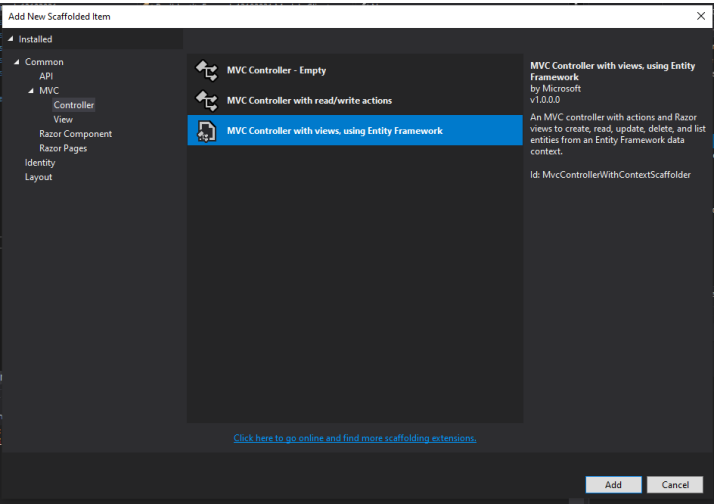 Add New Scaffolded Item
Installed
Common
API
MVC
Controller
View
Razor Component
Razor Pages
Identity
Layout
MVC Controller - Empty
MVC Controller with read/write actions
MVC Controller with views, using Entity Framework
MVC Controller with views, using Entity
Framework
by Microsoft
v1.0.0.0
An MVC controller with actions and Razor
views to create, read, update, delete, and list
entities from an Entity Framework data
context.
Id: MvcControllerWithContextScaffolder
Click here to go online and find more scaffolding extensions.
Add
Cancel